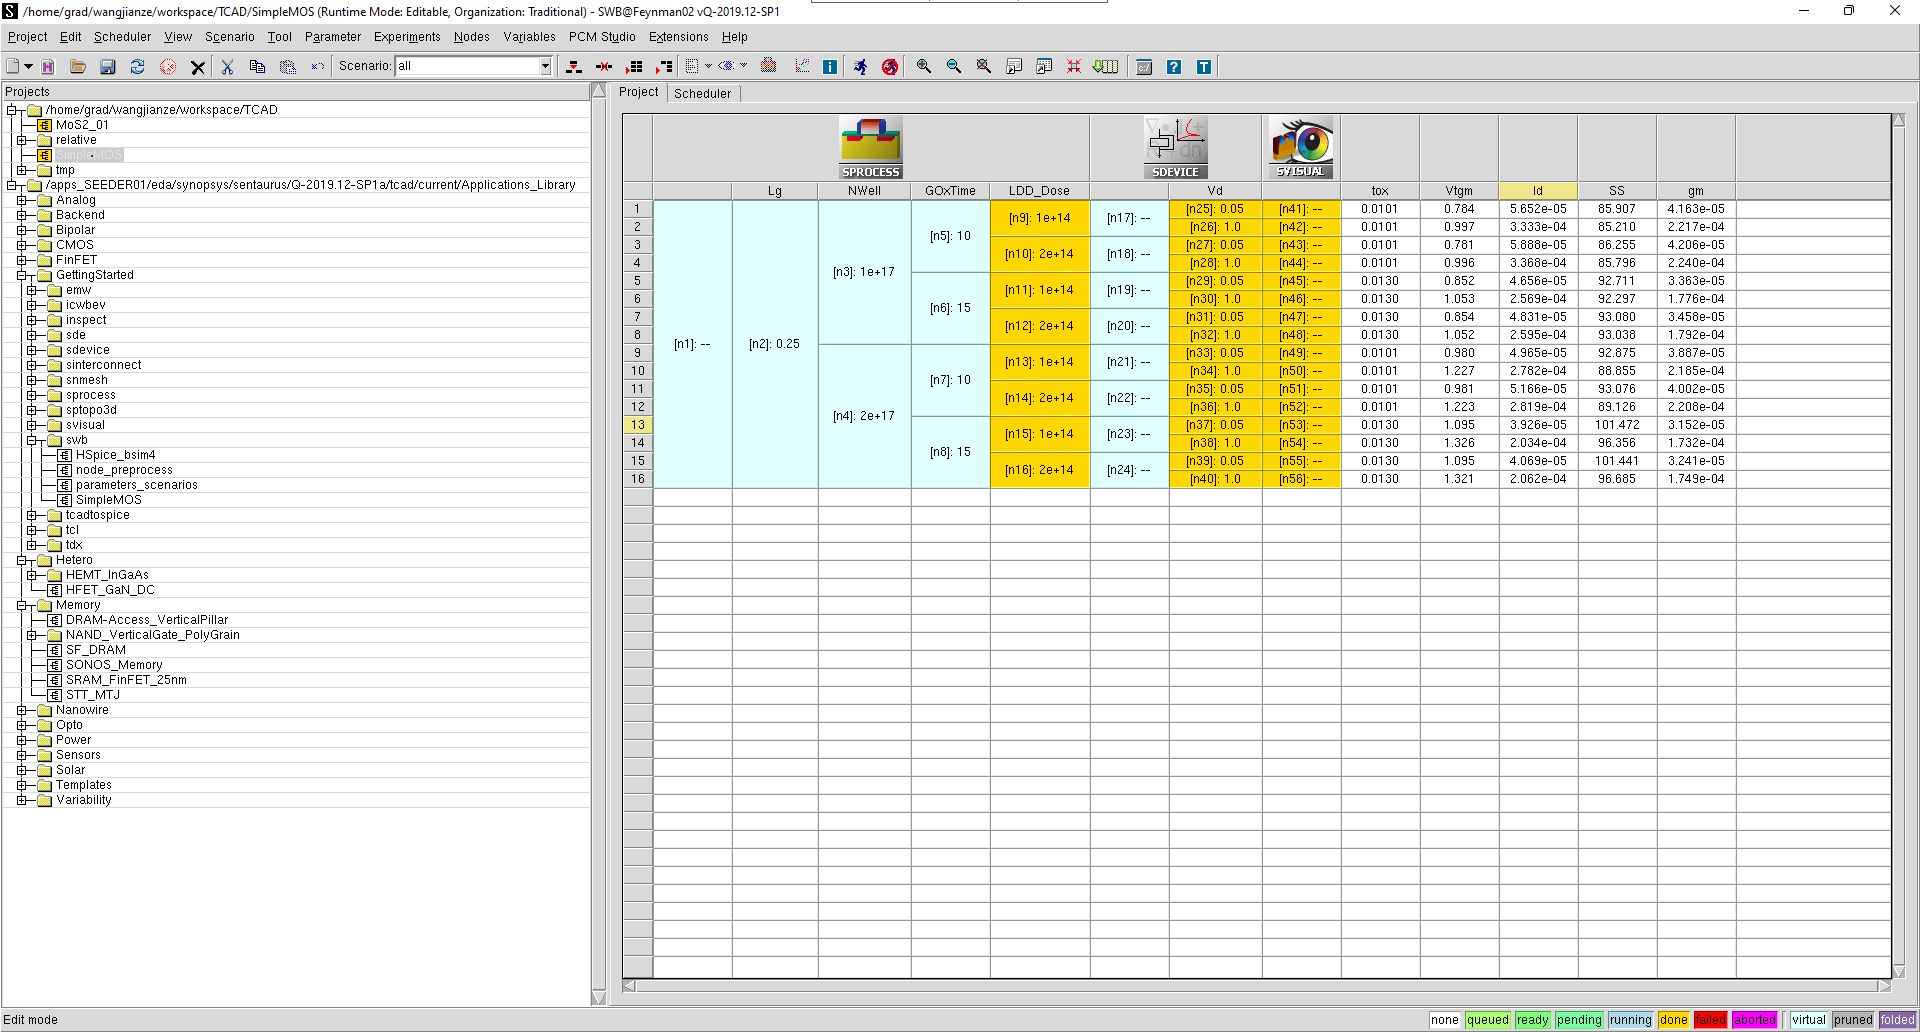 /home/grad/wangjianze/workspace/TCAD/SimpleMOS (Runtime Mode: Editable, Organization: Traditional) - SWB@Feynman02 vQ-2019.12-SP1
Project Edit Scheduler View Scenario Tool Parameter Experiments Nodes Variables PCM Studio Extensions Help
Scenario: all
Projects
/home/grad/wangjianze/workspace/TCAD
MoS2_01
relative
SimpleMOS
tmp
/apps_SEEDER01/eda/synopsys/sentaurus/Q-2019.12-SP1a/tcad/current/Applications_Library
Analog
Backend
Bipolar
CMOS
FinFET
GettingStarted
emw
icwbev
inspect
sde
sdevice
sinterconnect
snmesh
sprocess
sptopo3d
svisual
swb
HSpice_bsim4
node_preprocess
parameters_scenarios
SimpleMOS
tcadtospice
tcl
tdx
Hetero
HEMT_InGaAs
HFET_GaN_DC
Memory
DRAM-Access_VerticalPillar
NAND_VerticalGate_PolyGrain
SF_DRAM
SONOS_Memory
SRAM_FinFET_25nm
STT_MTJ
Nanowire
Opto
Power
Sensors
Solar
Templates
Variability
Project Scheduler
SPROCESS SDEVICE SVISUAL
Lg NWell GOxTime LDD_Dose Vd tox Vtgm Id SS gm
[n1]: --
[n2]: 0.25
[n3]: 1e+17
[n4]: 2e+17
[n5]: 10
[n6]: 15
[n7]: 10
[n8]: 15
[n9]: 1e+14 [n17]: --
[n10]: 2e+14 [n18]: --
[n11]: 1e+14 [n19]: --
[n12]: 2e+14 [n20]: --
[n13]: 1e+14 [n21]: --
[n14]: 2e+14 [n22]: --
[n15]: 1e+14 [n23]: --
[n16]: 2e+14 [n24]: --
1 [n25]: 0.05 [n41]: -- 0.0101 0.784 5.652e-05 85.907 4.163e-05
2 [n26]: 1.0 [n42]: -- 0.0101 0.997 3.333e-04 85.210 2.217e-04
3 [n27]: 0.05 [n43]: -- 0.0101 0.781 5.888e-05 86.255 4.206e-05
4 [n28]: 1.0 [n44]: -- 0.0101 0.996 3.368e-04 85.796 2.240e-04
5 [n29]: 0.05 [n45]: -- 0.0130 0.852 4.656e-05 92.711 3.363e-05
6 [n30]: 1.0 [n46]: -- 0.0130 1.053 2.569e-04 92.297 1.776e-04
7 [n31]: 0.05 [n47]: -- 0.0130 0.854 4.831e-05 93.080 3.458e-05
8 [n32]: 1.0 [n48]: -- 0.0130 1.052 2.595e-04 93.038 1.792e-04
9 [n33]: 0.05 [n49]: -- 0.0101 0.980 4.965e-05 92.875 3.887e-05
10 [n34]: 1.0 [n50]: -- 0.0101 1.227 2.782e-04 88.855 2.185e-04
11 [n35]: 0.05 [n51]: -- 0.0101 0.981 5.166e-05 93.076 4.002e-05
12 [n36]: 1.0 [n52]: -- 0.0101 1.223 2.819e-04 89.126 2.208e-04
13 [n37]: 0.05 [n53]: -- 0.0130 1.095 3.926e-05 101.472 3.152e-05
14 [n38]: 1.0 [n54]: -- 0.0130 1.326 2.034e-04 96.356 1.732e-04
15 [n39]: 0.05 [n55]: -- 0.0130 1.095 4.069e-05 101.441 3.241e-05
16 [n40]: 1.0 [n56]: -- 0.0130 1.321 2.062e-04 96.685 1.749e-04
Edit mode none queued ready pending running done failed aborted virtual pruned folded